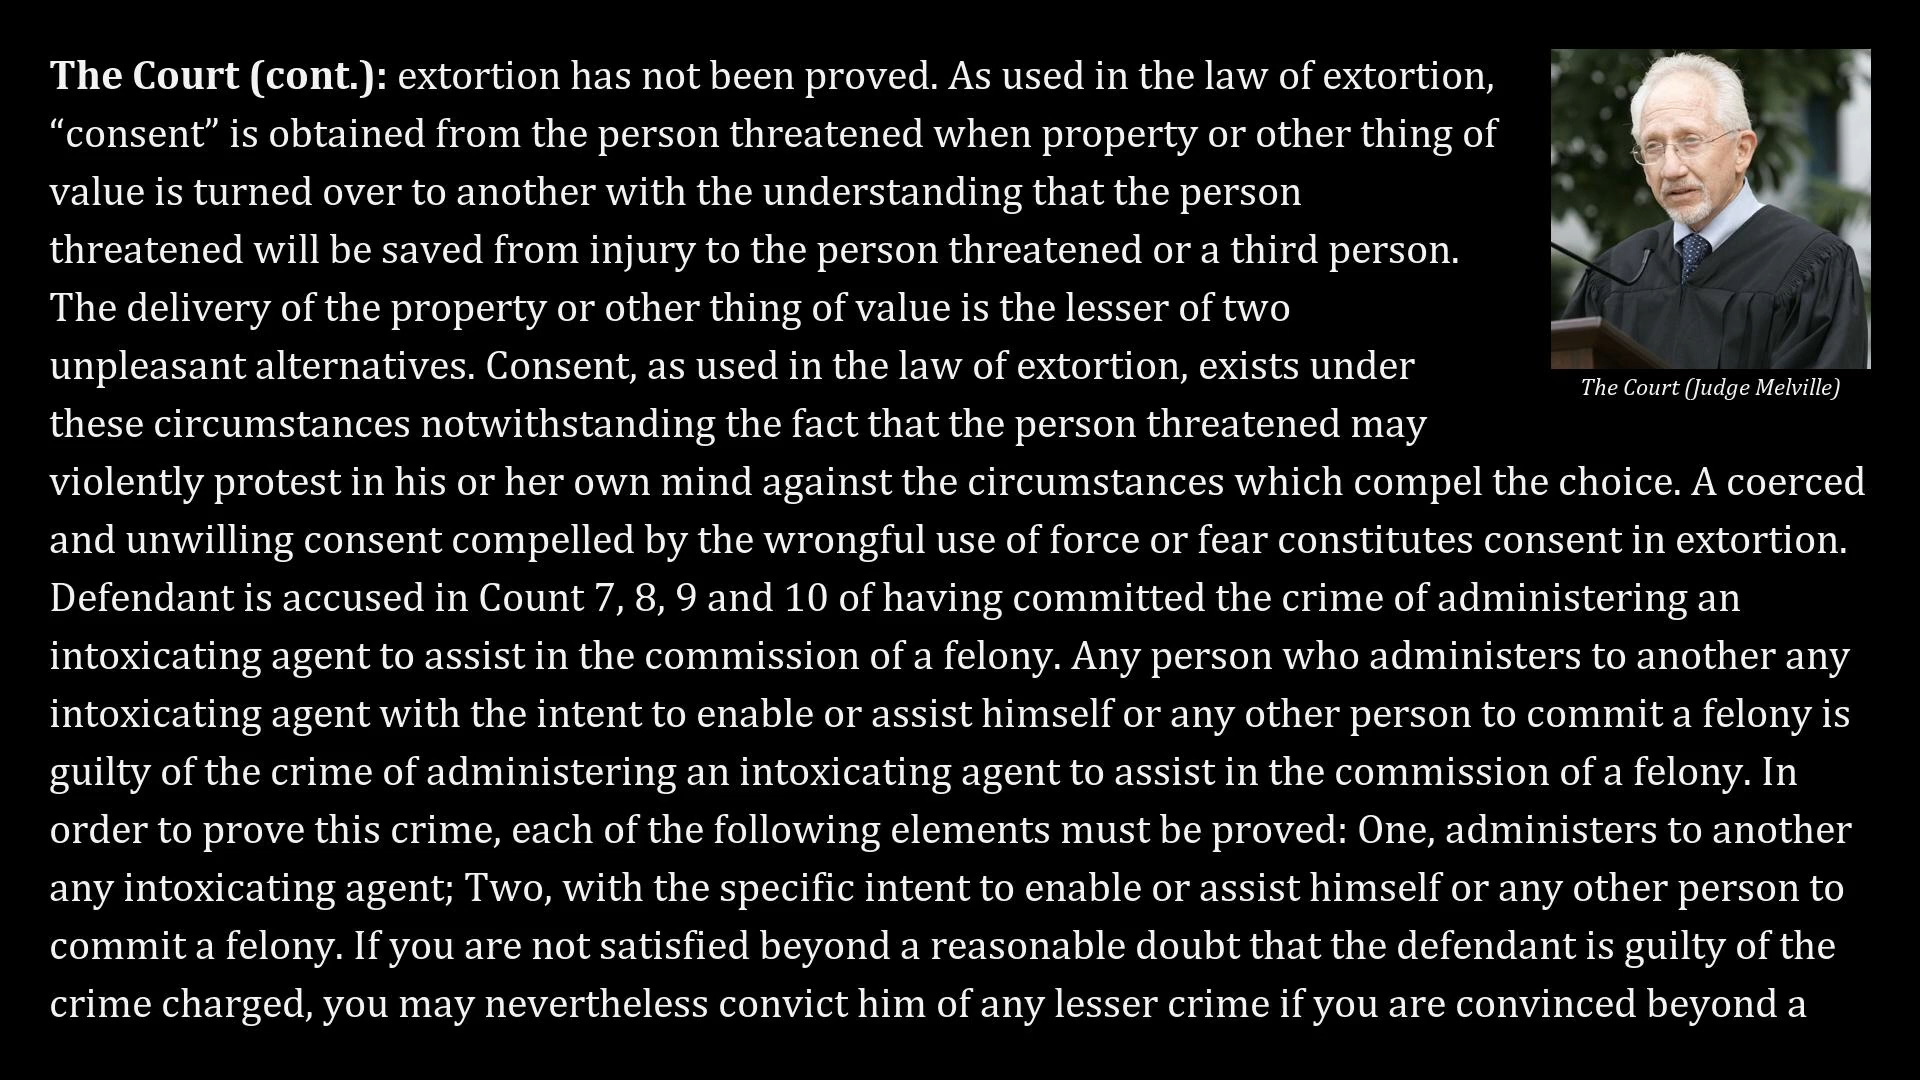 The Court (cont.): extortion has not been proved. As used in the law of extortion,
“consent” is obtained from the person threatened when property or other thing of
value is turned over to another with the understanding that the person
threatened will be saved from injury to the person threatened or a third person.
The delivery of the property or other thing of value is the lesser of two
unpleasant alternatives. Consent, as used in the law of extortion, exists under
these circumstances notwithstanding the fact that the person threatened may
violently protest in his or her own mind against the circumstances which compel the choice. A coerced
and unwilling consent compelled by the wrongful use of force or fear constitutes consent in extortion.
Defendant is accused in Count 7, 8, 9 and 10 of having committed the crime of administering an
intoxicating agent to assist in the commission of a felony. Any person who administers to another any
intoxicating agent with the intent to enable or assist himself or any other person to commit a felony is
guilty of the crime of administering an intoxicating agent to assist in the commission of a felony. In
order to prove this crime, each of the following elements must be proved: One, administers to another
any intoxicating agent; Two, with the specific intent to enable or assist himself or any other person to
commit a felony. If you are not satisfied beyond a reasonable doubt that the defendant is guilty of the
crime charged, you may nevertheless convict him of any lesser crime if you are convinced beyond a
The Court (Judge Melville)